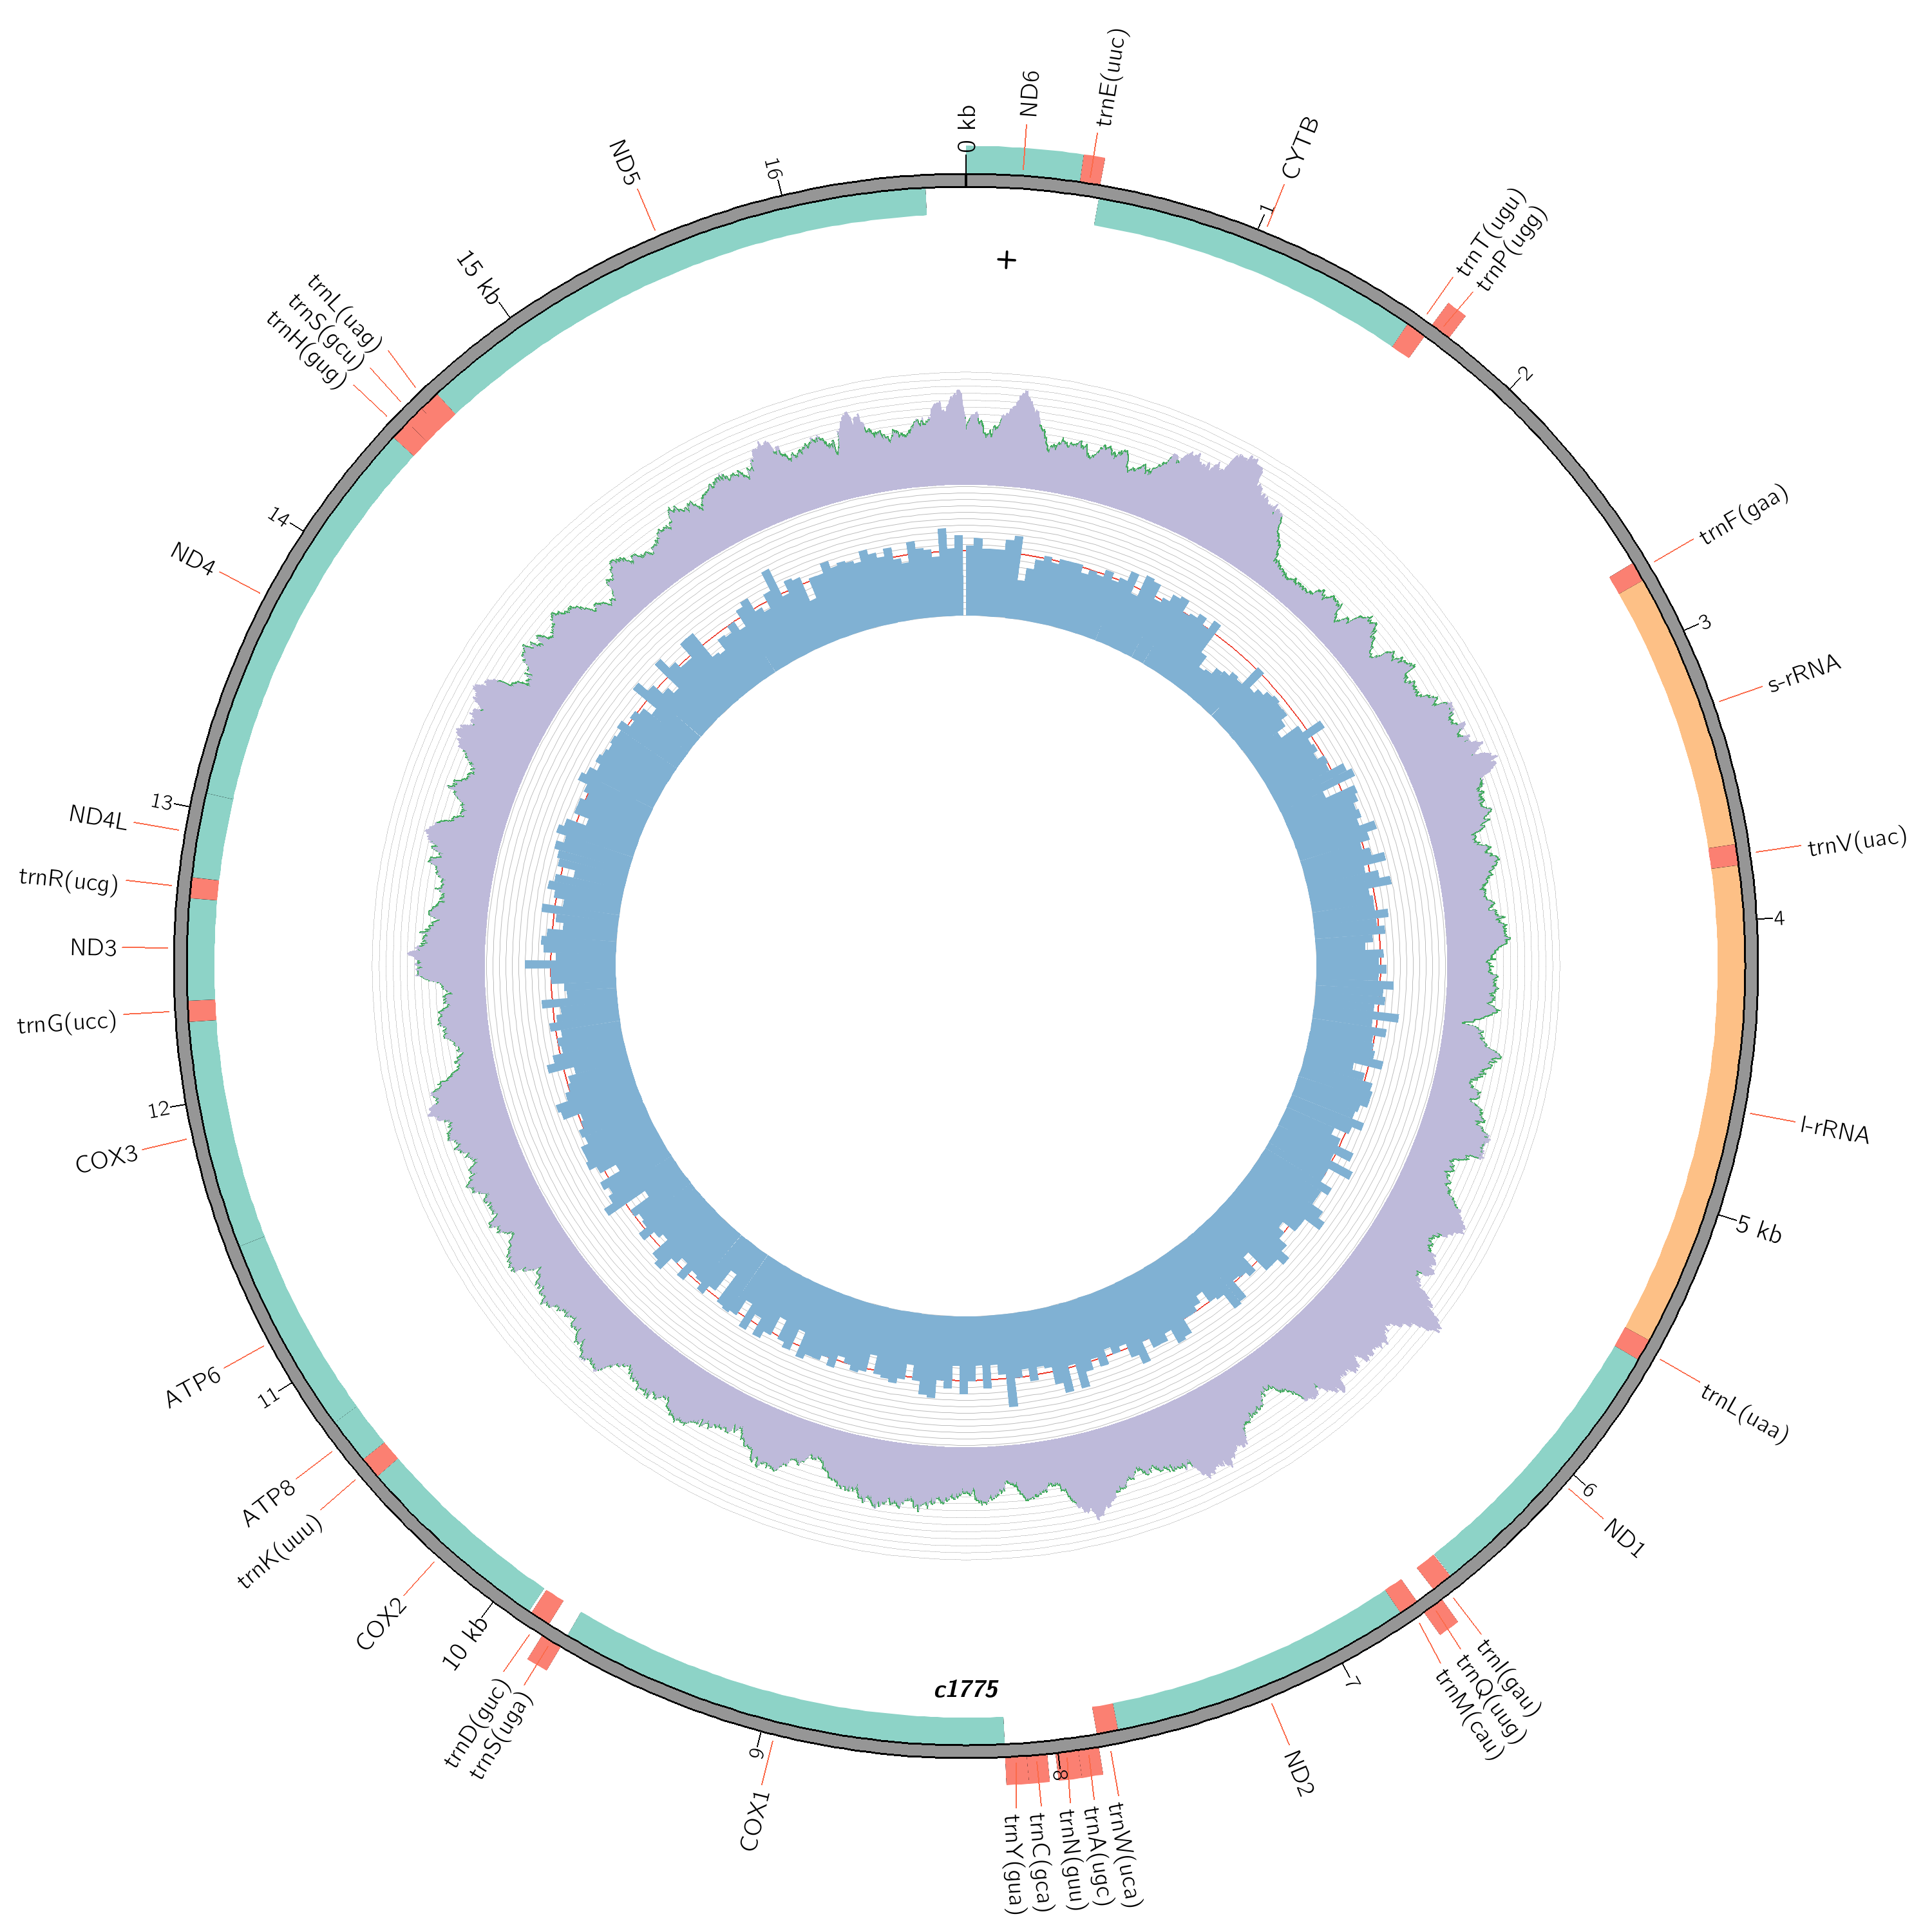 0 kb
ND6
trnE(uuc)
CYTB
1
trnT(ugu)
trnP(ugg)
2
trnF(gaa)
3
s-rRNA
trnV(uac)
4
l-rRNA
5 kb
trnL(uaa)
6
ND1
trnI(gau)
trnQ(uug)
trnM(cau)
7
ND2
trnW(uca)
trnA(ugc)
trnN(guu)
8
trnC(gca)
trnY(gua)
c1775
COX1
9
trnS(uga)
trnD(guc)
10 kb
COX2
trnK(uuu)
ATP8
11
ATP6
COX3
12
trnG(ucc)
ND3
trnR(ucg)
ND4L
13
ND4
14
trnH(gug)
trnS(gcu)
trnL(uag)
15 kb
ND5
16
+